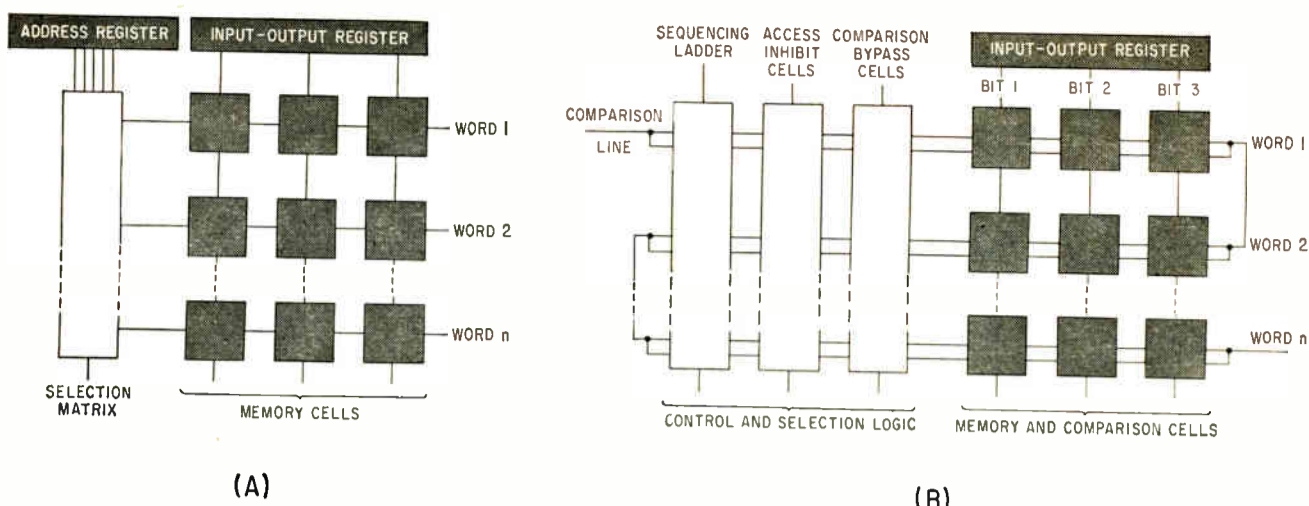 ADDRESS REGISTER
INPUT-OUTPUT REGISTER
WORD 1
WORD 2
WORD n
SELECTION
MATRIX
MEMORY CELLS
(A)
SEQUENCING
LADDER
ACCESS
INHIBIT
CELLS
COMPARISON
BYPASS
CELLS
INPUT-OUTPUT REGISTER
BIT 1
BIT 2
BIT 3
COMPARISON
LINE
WORD 1
WORD 2
WORD n
CONTROL AND SELECTION LOGIC
MEMORY AND COMPARISON CELLS
(B)